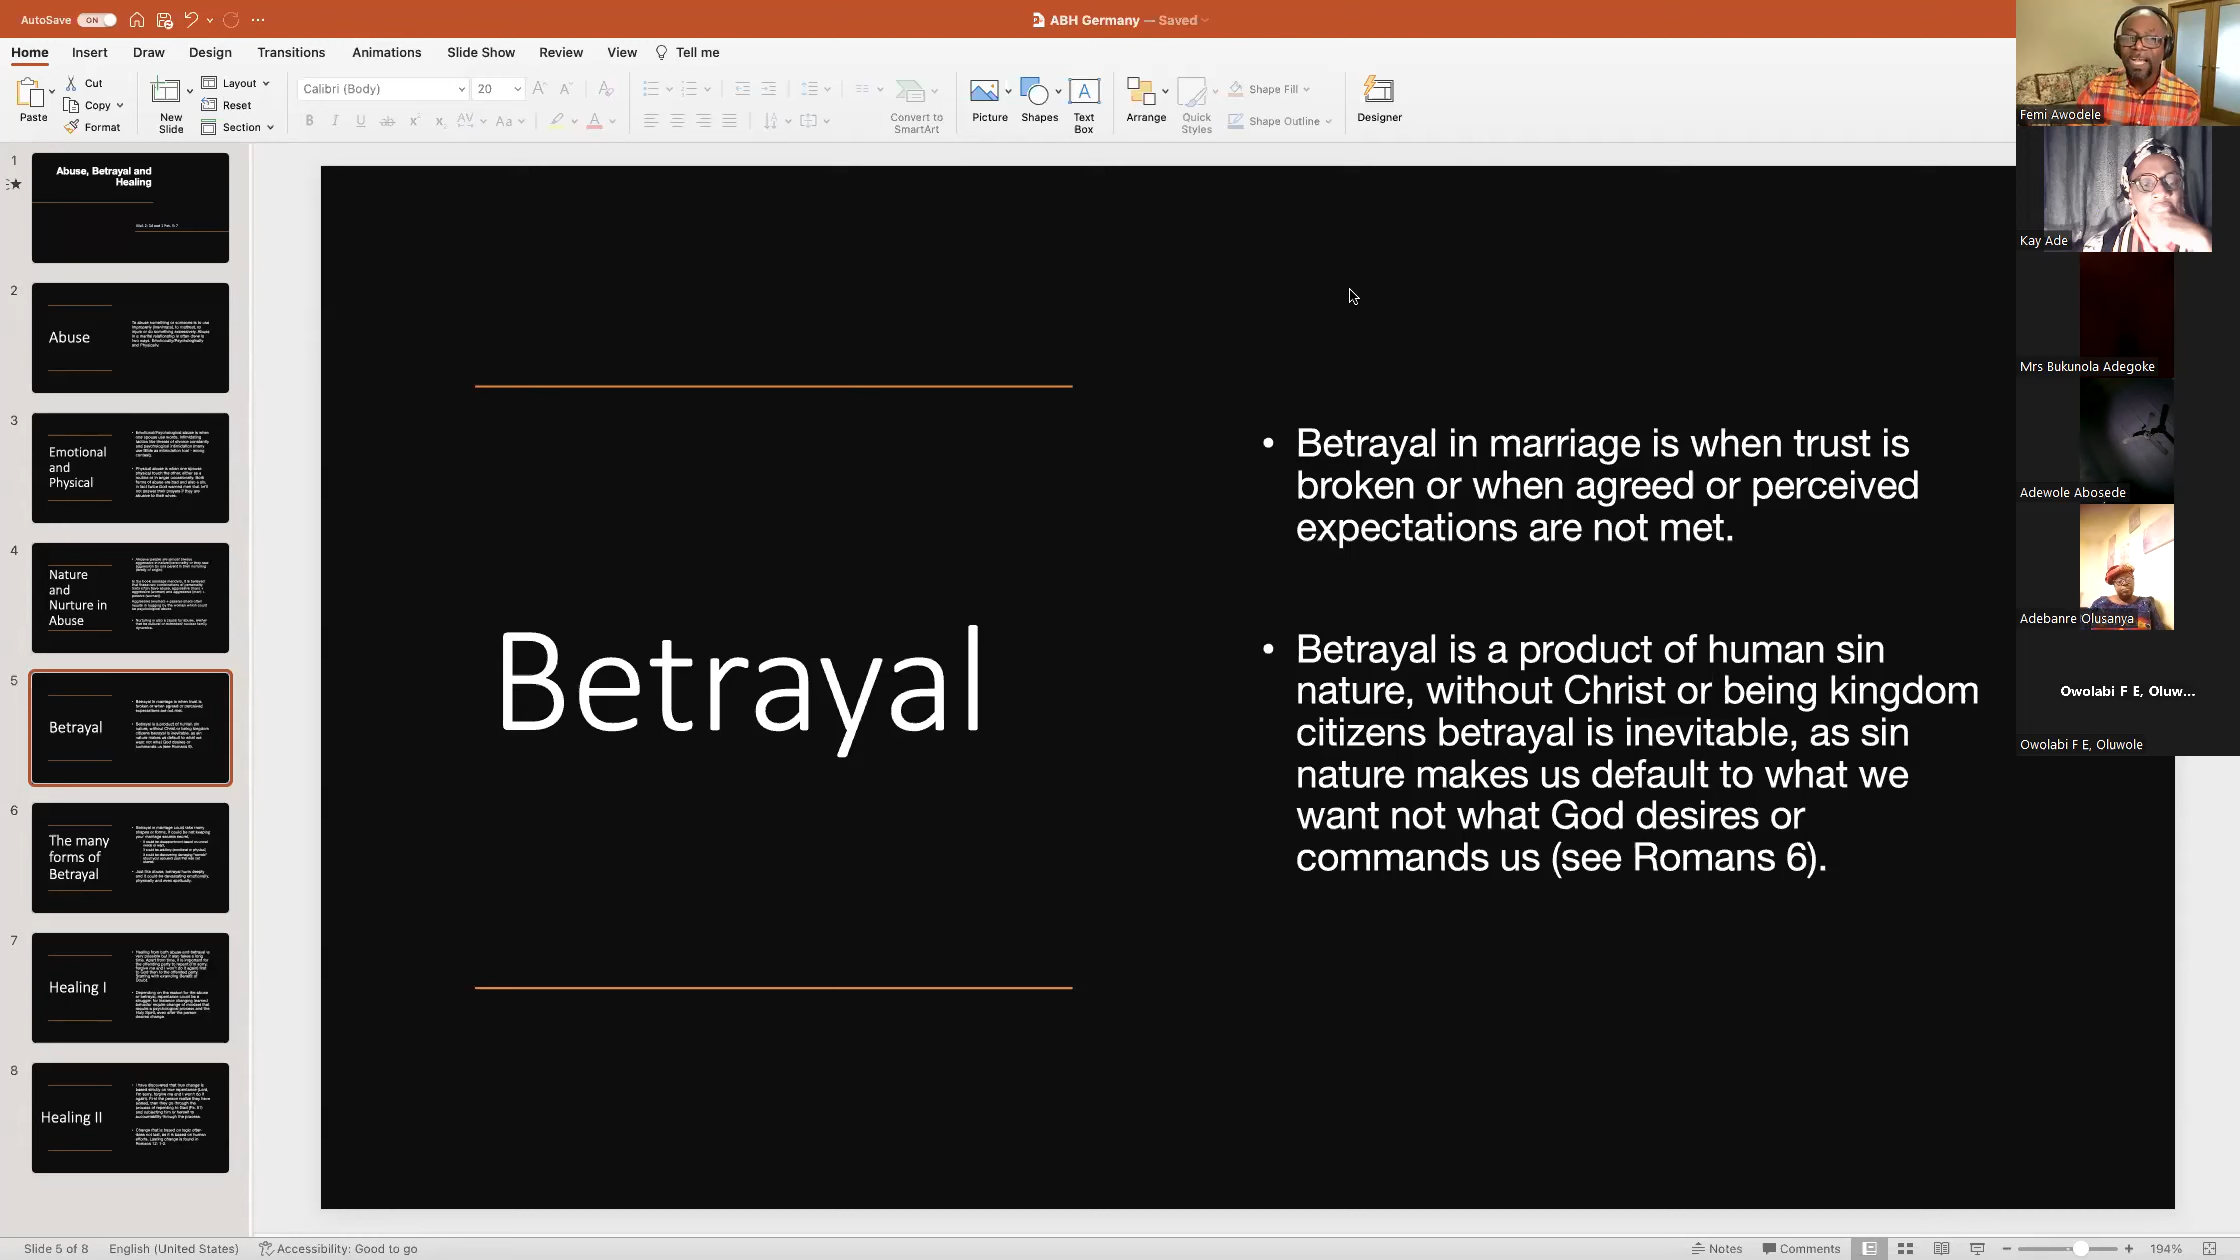 AutoSave ON
ABH Germany — Saved
Home Insert Draw Design Transitions Animations Slide Show Review View Tell me
Paste
Cut
Copy
Format
New
Slide
Layout
Reset
Section
Calibri (Body) 20
Convert to
SmartArt
Picture
Shapes
Text
Box
Arrange
Quick
Styles
Shape Fill
Shape Outline
Designer
1
Abuse, Betrayal and
Healing
2
Abuse
3
Emotional
and
Physical
4
Nature
and
Nurture in
Abuse
5
Betrayal
6
The many
forms of
Betrayal
7
Healing I
8
Healing II
Betrayal
• Betrayal in marriage is when trust is
broken or when agreed or perceived
expectations are not met.
• Betrayal is a product of human sin
nature, without Christ or being kingdom
citizens betrayal is inevitable, as sin
nature makes us default to what we
want not what God desires or
commands us (see Romans 6).
Femi Awodele
Kay Ade
Mrs Bukunola Adegoke
Adewole Abosede
Adebanre Olusanya
Owolabi F E, Oluw...
Owolabi F E, Oluwole
Slide 5 of 8 English (United States) Accessibility: Good to go
Notes Comments 194%